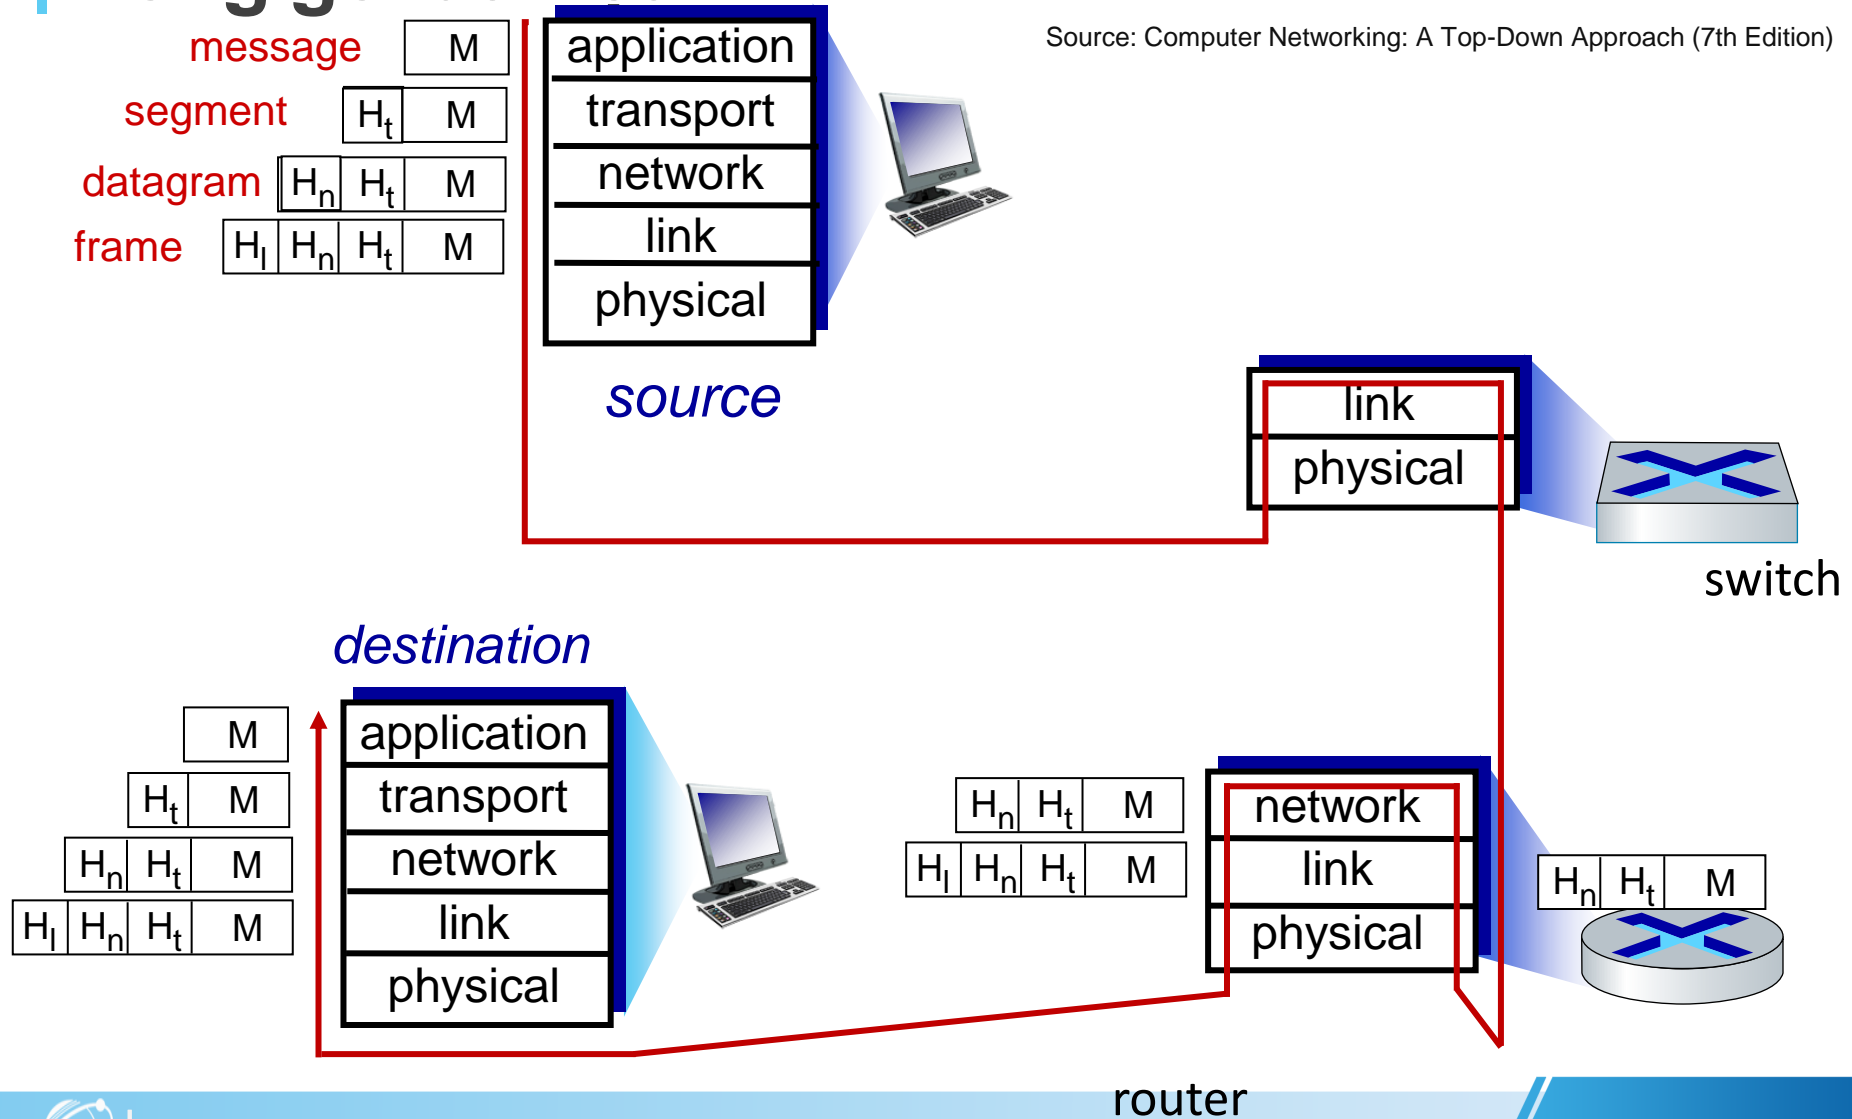 Source: Computer Networking: A Top-Down Approach (7th Edition)
message M
segment Ht M
datagram Hn Ht M
frame Hl Hn Ht M
application
transport
network
link
physical
source
link
physical
switch
destination
M
Ht M
Hn Ht M
Hl Hn Ht M
application
transport
network
link
physical
Hn Ht M
Hl Hn Ht M
network
link
physical
Hn Ht M
router